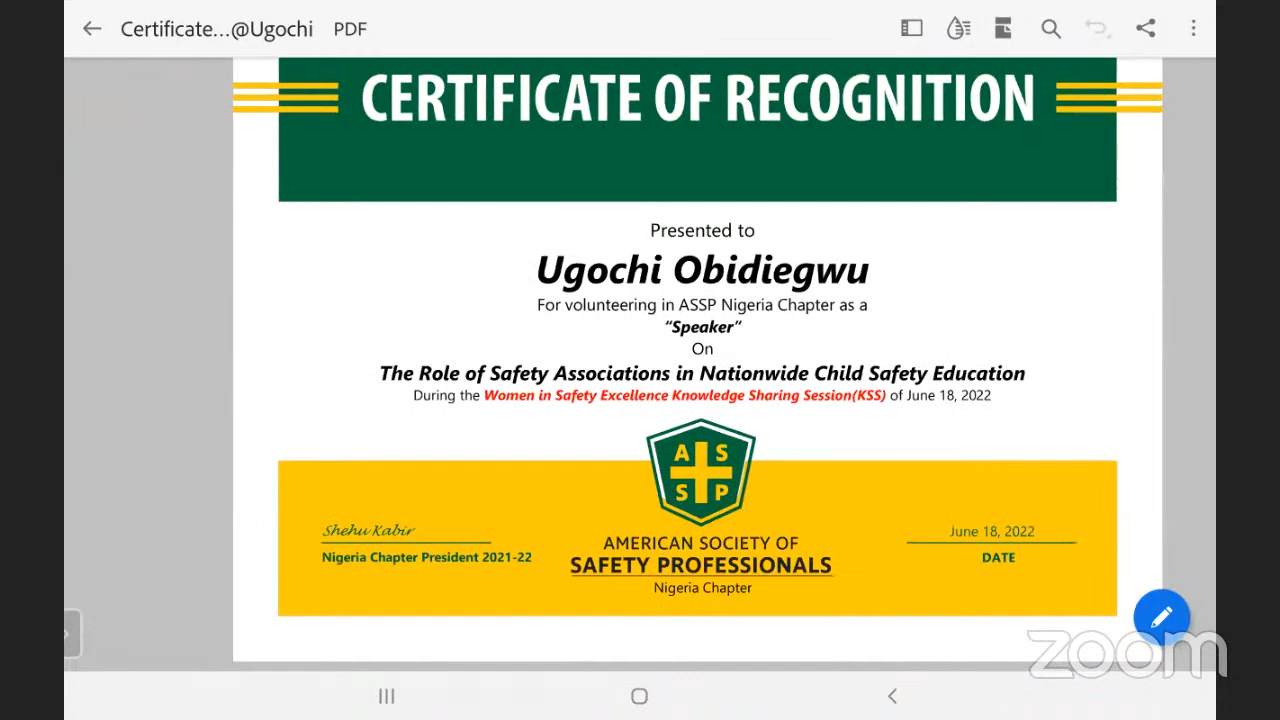 Certificate...@Ugochi PDF
CERTIFICATE OF RECOGNITION
Presented to
Ugochi Obidiegwu
For volunteering in ASSP Nigeria Chapter as a
“Speaker”
On
The Role of Safety Associations in Nationwide Child Safety Education
During the Women in Safety Excellence Knowledge Sharing Session(KSS) of June 18, 2022
A S
S P
Shehu Kabir
Nigeria Chapter President 2021-22
AMERICAN SOCIETY OF
SAFETY PROFESSIONALS
Nigeria Chapter
June 18, 2022
DATE
zoom